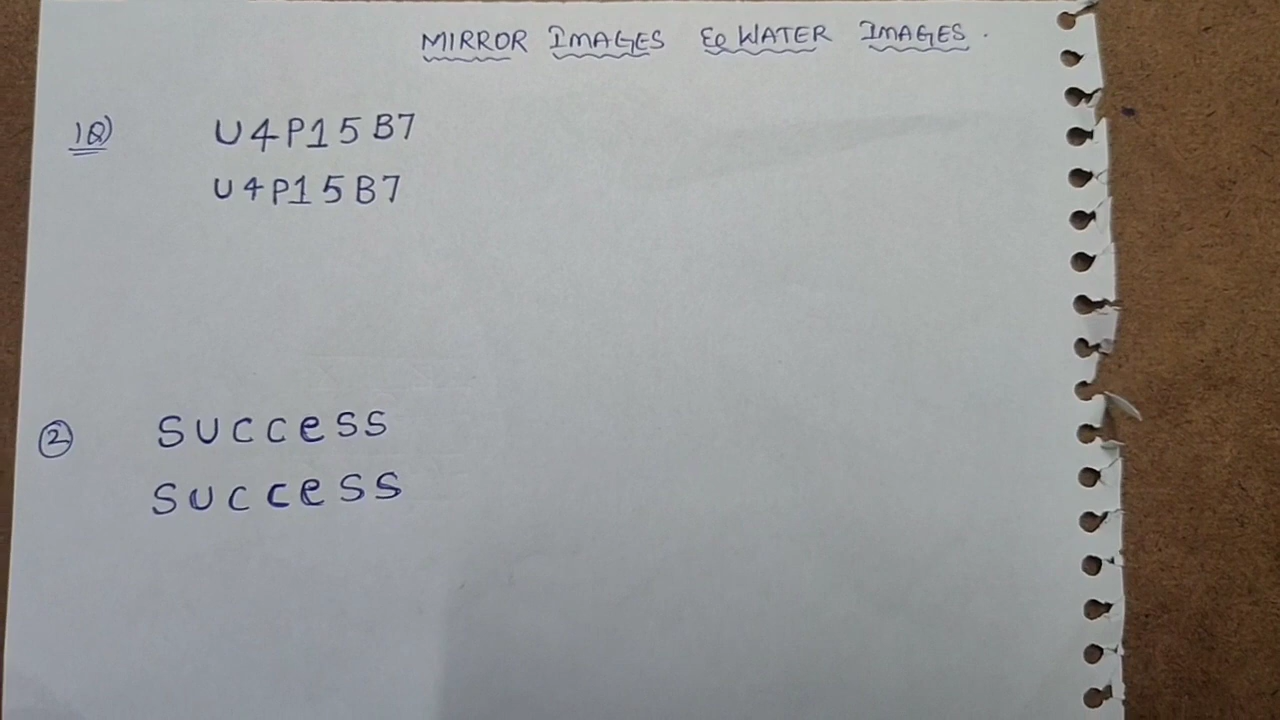 MIRROR IMAGES & WATER IMAGES.
1Q) U4P15B7
U4P15B7
② SUCCeSS
SUCCeSS